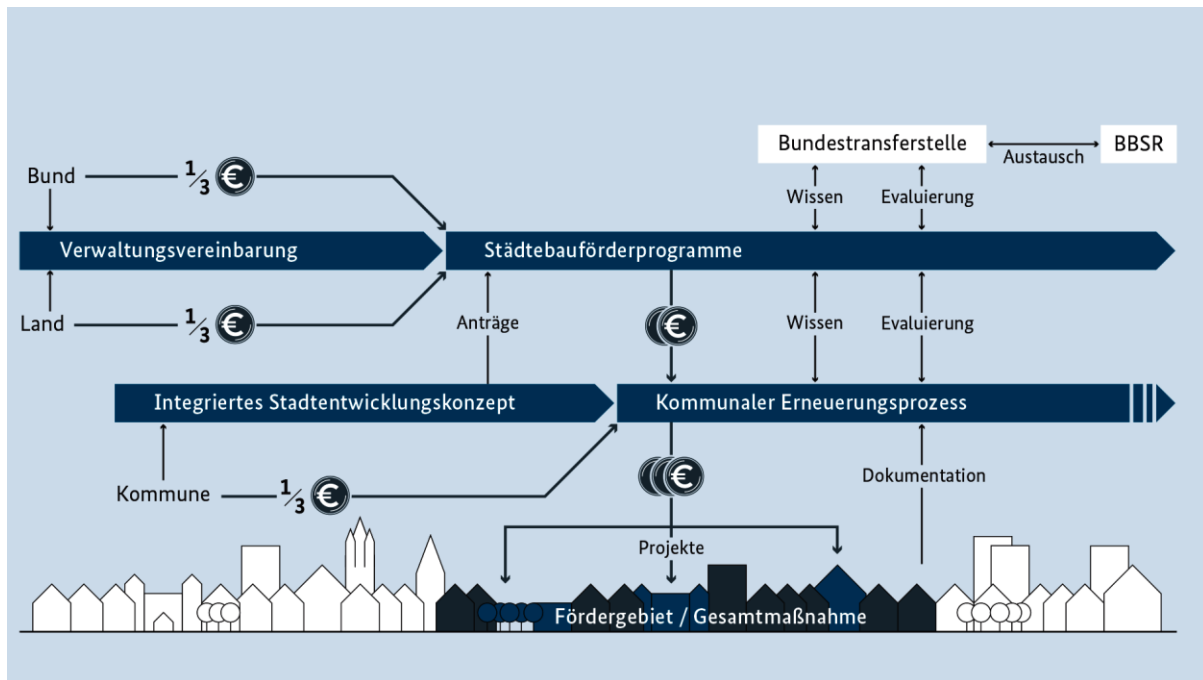 Bundestransferstelle
BBSR
Austausch
Bund
1/3 €
Wissen
Evaluierung
Verwaltungsvereinbarung
Städtebauförderprogramme
Land
1/3 €
Anträge
€
Wissen
Evaluierung
Integriertes Stadtentwicklungskonzept
Kommunaler Erneuerungsprozess
Kommune
1/3 €
€
Dokumentation
Projekte
Fördergebiet / Gesamtmaßnahme